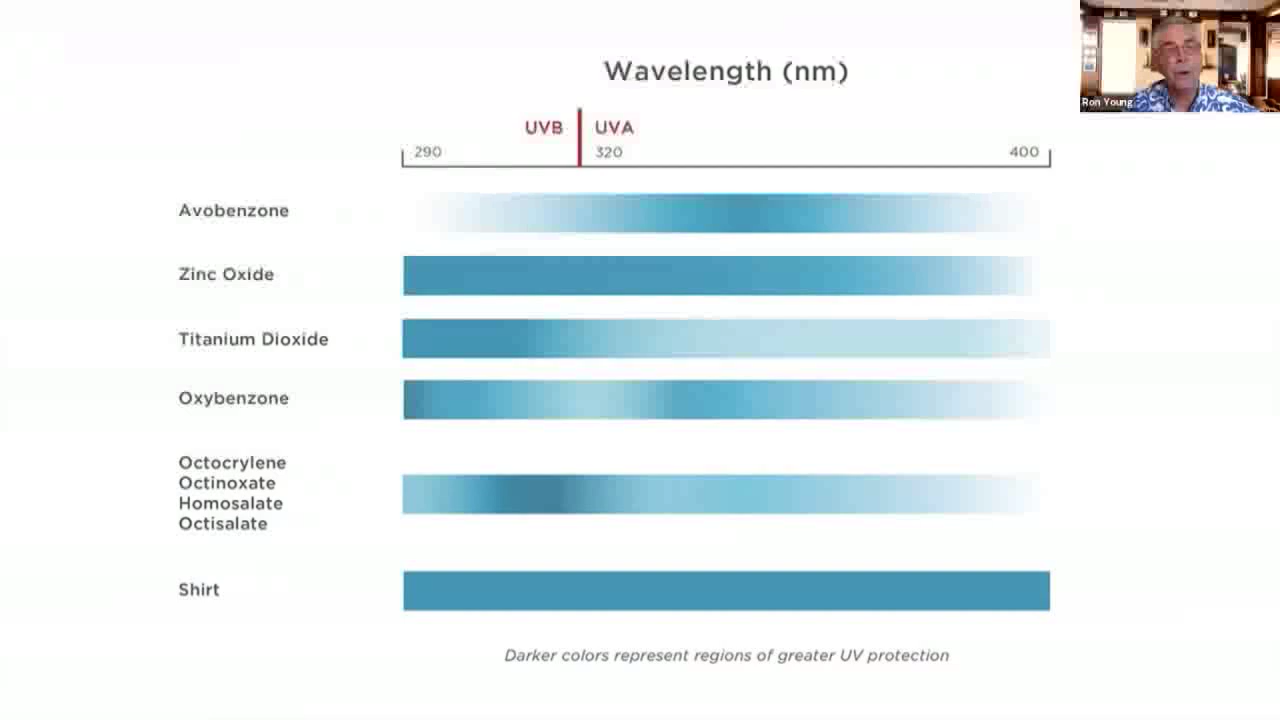 Wavelength (nm)
UVB UVA
290 320 400
Avobenzone
Zinc Oxide
Titanium Dioxide
Oxybenzone
Octocrylene
Octinoxate
Homosalate
Octisalate
Shirt
Darker colors represent regions of greater UV protection
Ron Young